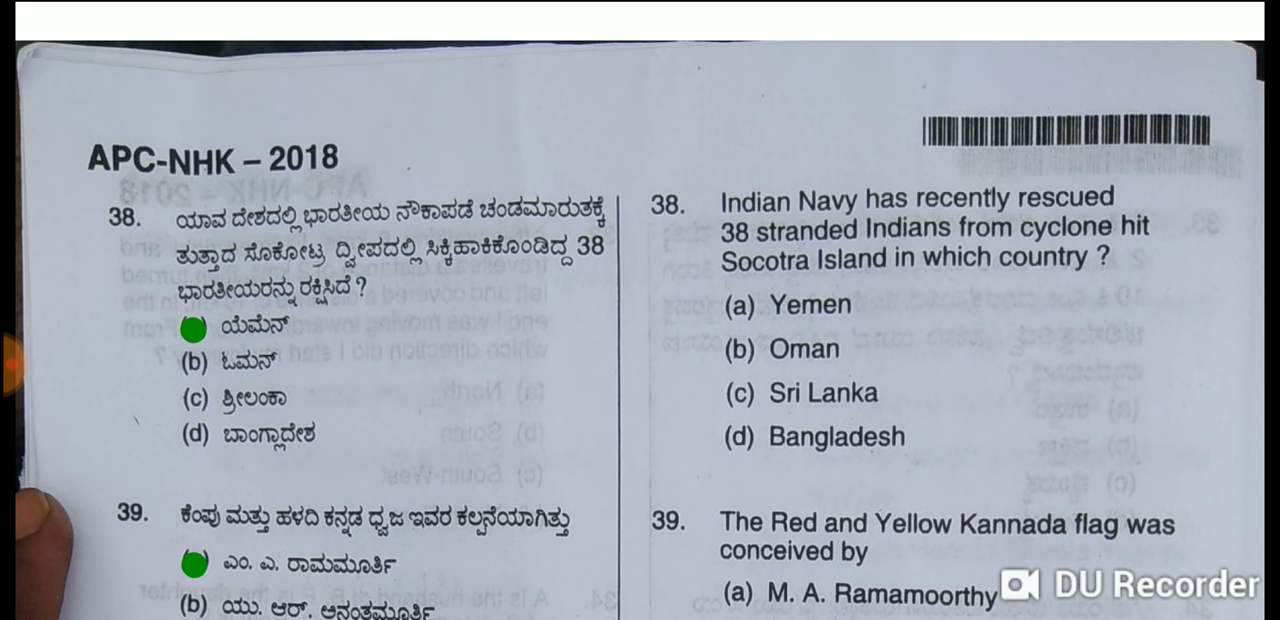 APC-NHK – 2018
38. ಯಾವ ದೇಶದಲ್ಲಿ ಭಾರತೀಯ ನೌಕಾಪಡೆ ಚಂಡಮಾರುತಕ್ಕೆ
ತುತ್ತಾದ ಸೊಕೋಟ್ರ ದ್ವೀಪದಲ್ಲಿ ಸಿಕ್ಕಿಹಾಕಿಕೊಂಡಿದ್ದ 38
ಭಾರತೀಯರನ್ನು ರಕ್ಷಿಸಿದೆ ?
ಯೆಮೆನ್
(b) ಓಮನ್
(c) ಶ್ರೀಲಂಕಾ
(d) ಬಾಂಗ್ಲಾದೇಶ
39. ಕೆಂಪು ಮತ್ತು ಹಳದಿ ಕನ್ನಡ ಧ್ವಜ ಇವರ ಕಲ್ಪನೆಯಾಗಿತ್ತು
ಎಂ. ಎ. ರಾಮಮೂರ್ತಿ
(b) ಯು. ಆರ್. ಅನಂತಮೂರ್ತಿ
38. Indian Navy has recently rescued
38 stranded Indians from cyclone hit
Socotra Island in which country ?
(a) Yemen
(b) Oman
(c) Sri Lanka
(d) Bangladesh
39. The Red and Yellow Kannada flag was
conceived by
(a) M. A. Ramamoorthy
DU Recorder